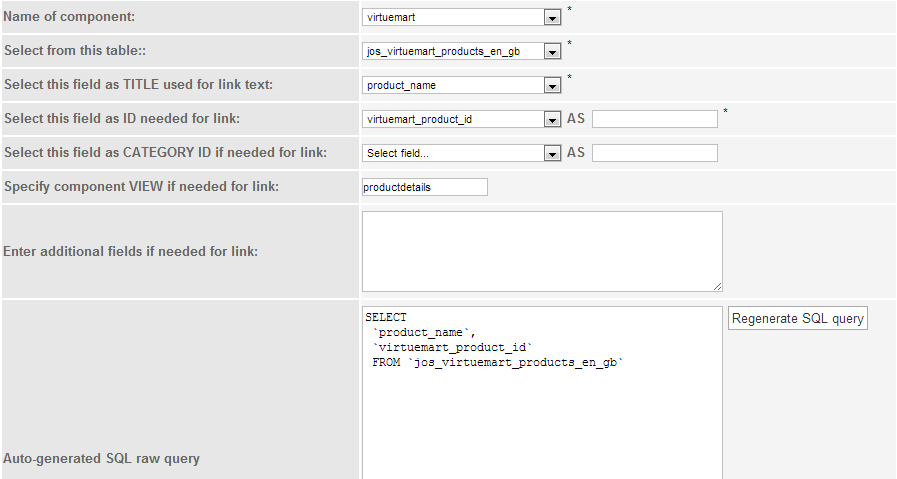 Name of component: virtuemart *
Select from this table:: jos_virtuemart_products_en_gb *
Select this field as TITLE used for link text: product_name *
Select this field as ID needed for link: virtuemart_product_id AS *
Select this field as CATEGORY ID if needed for link: Select field... AS
Specify component VIEW if needed for link: productdetails
Enter additional fields if needed for link:
SELECT
`product_name`,
`virtuemart_product_id`
FROM `jos_virtuemart_products_en_gb`
Regenerate SQL query
Auto-generated SQL raw query